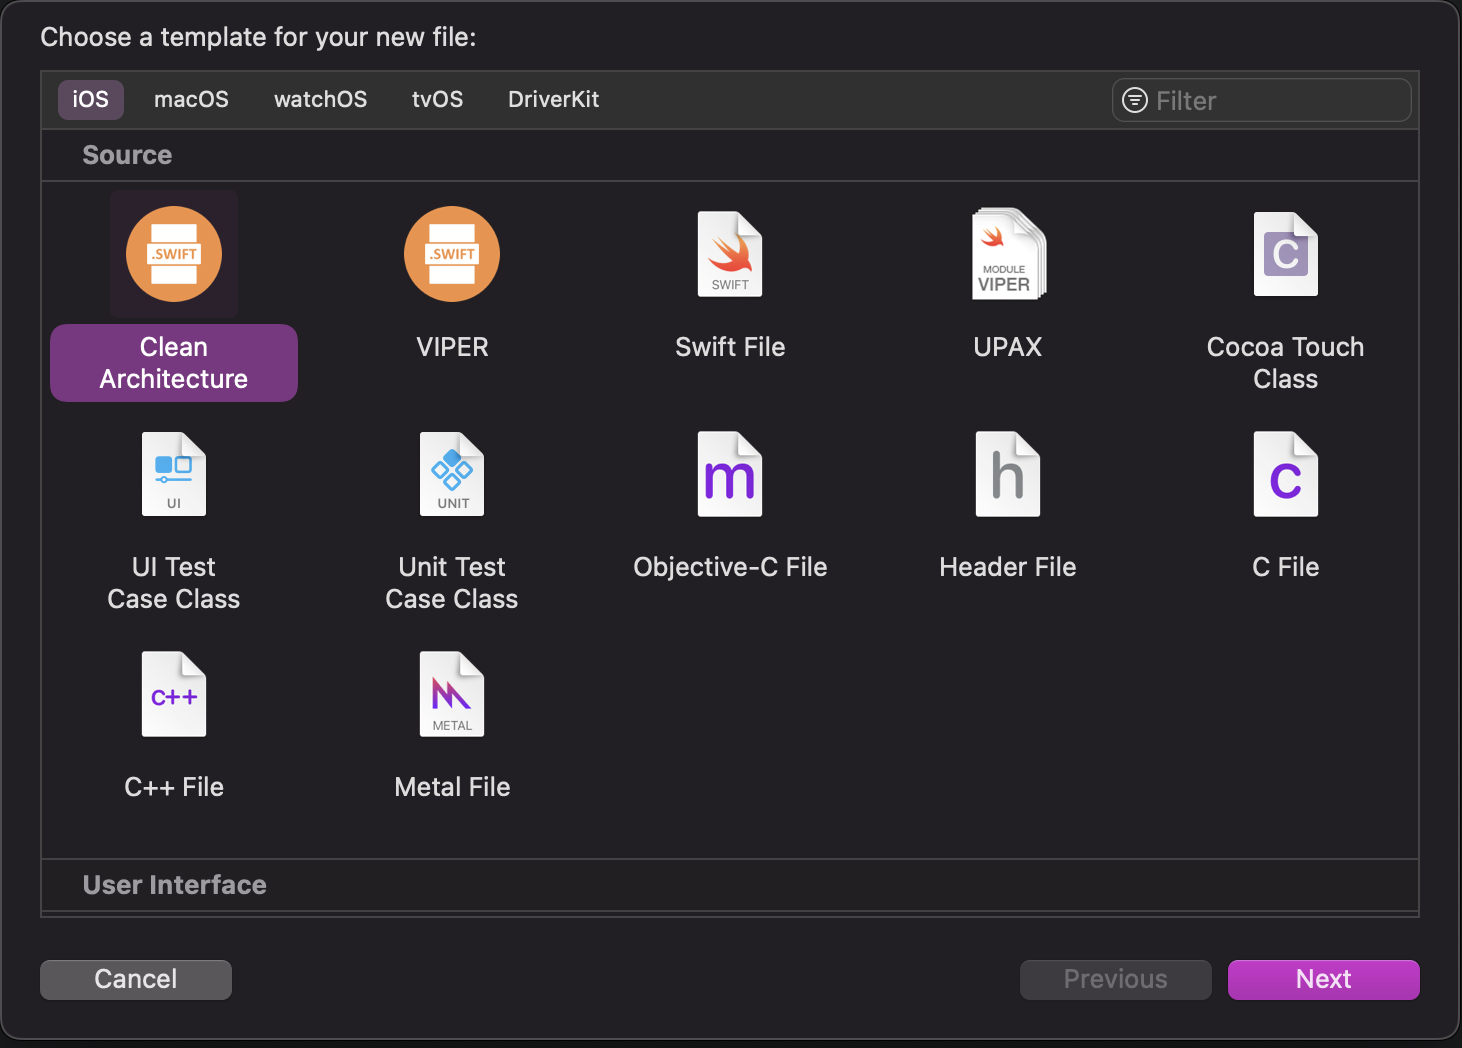 Choose a template for your new file:
iOS macOS watchOS tvOS DriverKit Filter
Source
.SWIFT .SWIFT SWIFT MODULE VIPER C
Clean Architecture
VIPER
Swift File
UPAX
Cocoa Touch Class
UI UNIT m h c
UI Test Case Class
Unit Test Case Class
Objective-C File
Header File
C File
C++ METAL
C++ File
Metal File
User Interface
Cancel Previous Next